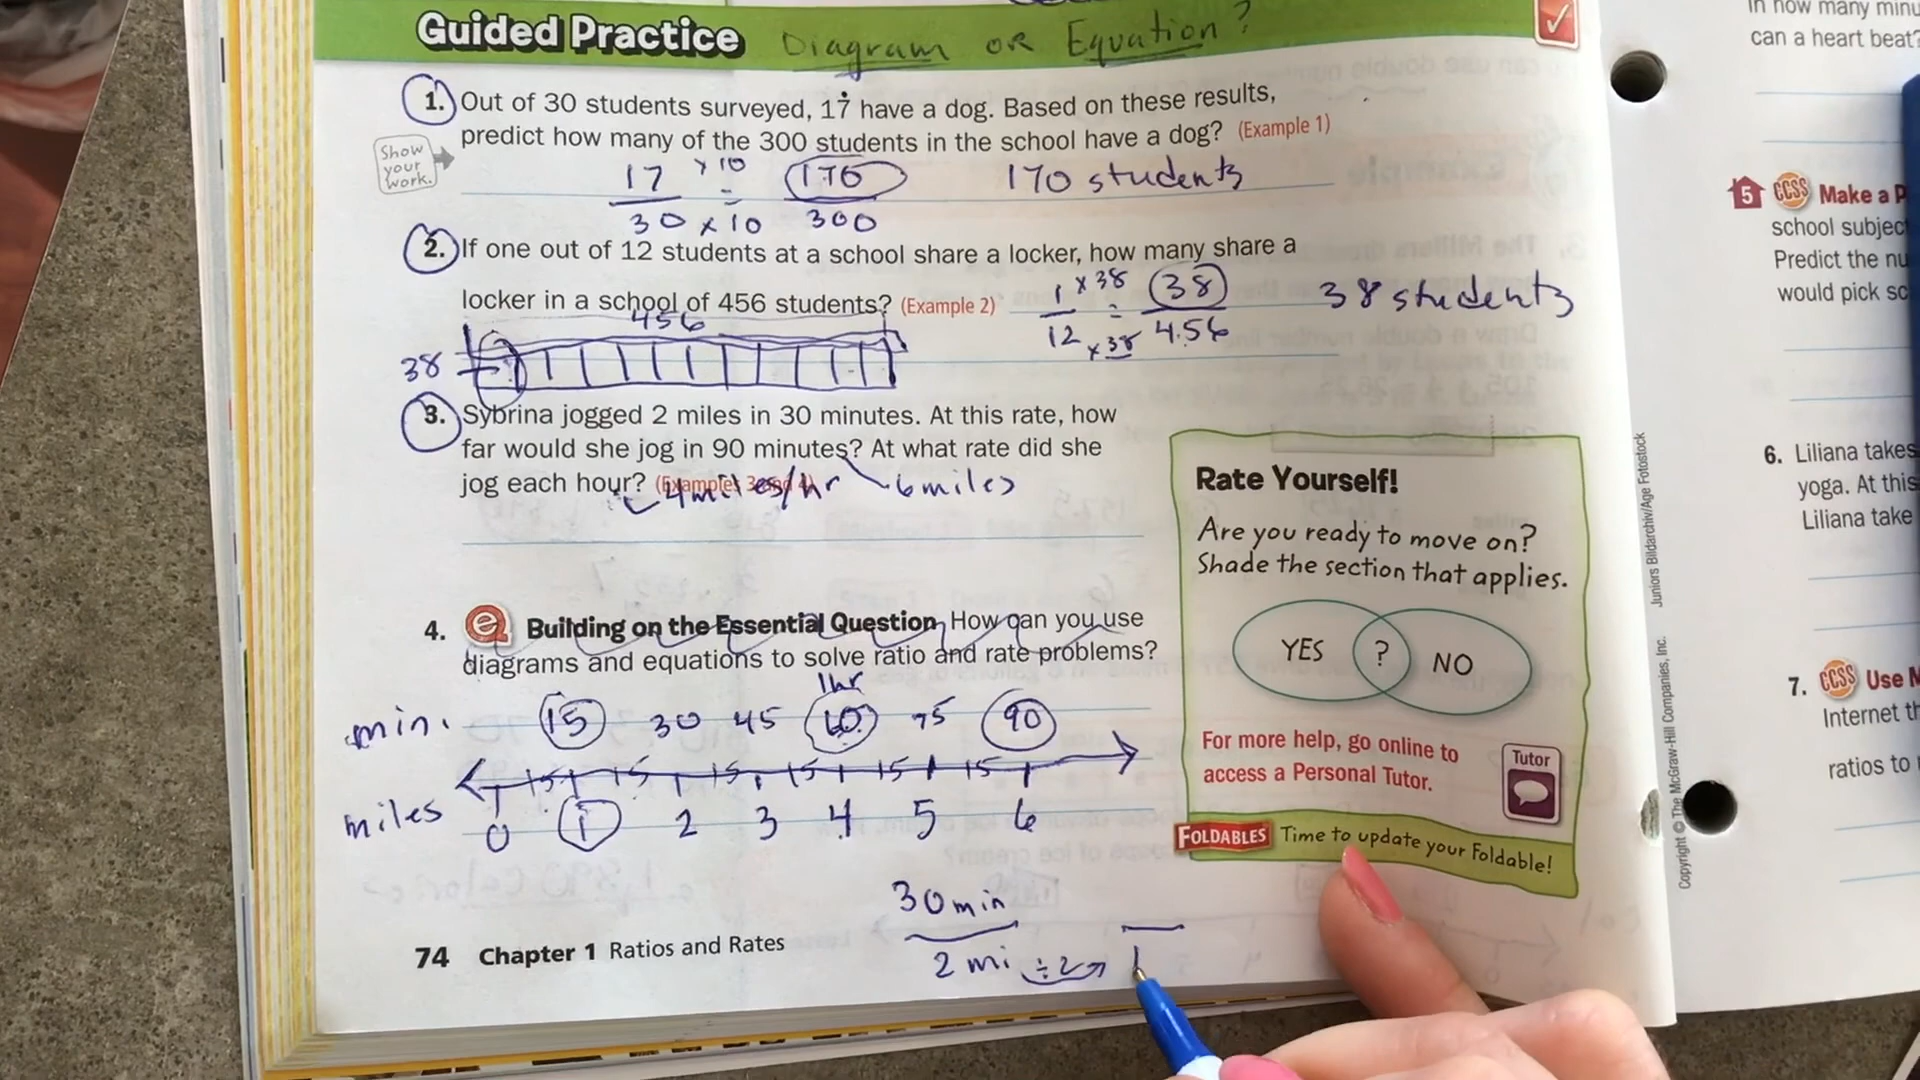 Guided Practice Diagram or Equation?
in how many minu
can a heart beat?
1. Out of 30 students surveyed, 17 have a dog. Based on these results,
predict how many of the 300 students in the school have a dog? (Example 1)
Show
your
work.
17 x10 = 170 170 students
30 x 10 300
2. If one out of 12 students at a school share a locker, how many share a
locker in a school of 456 students? (Example 2)
1 x 38 = 38 38 students
12 x 38 456
456
38
3. Sybrina jogged 2 miles in 30 minutes. At this rate, how
far would she jog in 90 minutes? At what rate did she
jog each hour? 4 miles/hr 6 miles
4. Building on the Essential Question How can you use
diagrams and equations to solve ratio and rate problems?
1hr
min. 15 30 45 60 75 90
15 15 15 15 15 15
miles 0 1 2 3 4 5 6
30 min
2 mi ÷2 1
74 Chapter 1 Ratios and Rates
Rate Yourself!
Are you ready to move on?
Shade the section that applies.
YES ? NO
For more help, go online to
access a Personal Tutor.
Tutor
FOLDABLES Time to update your Foldable!
Copyright © The McGraw-Hill Companies, Inc. Juniors Bildarchiv/Age Fotostock
5 CCSS Make a P
school subject
Predict the nu
would pick sc
6. Liliana takes
yoga. At this
Liliana take
7. CCSS Use M
Internet th
ratios to